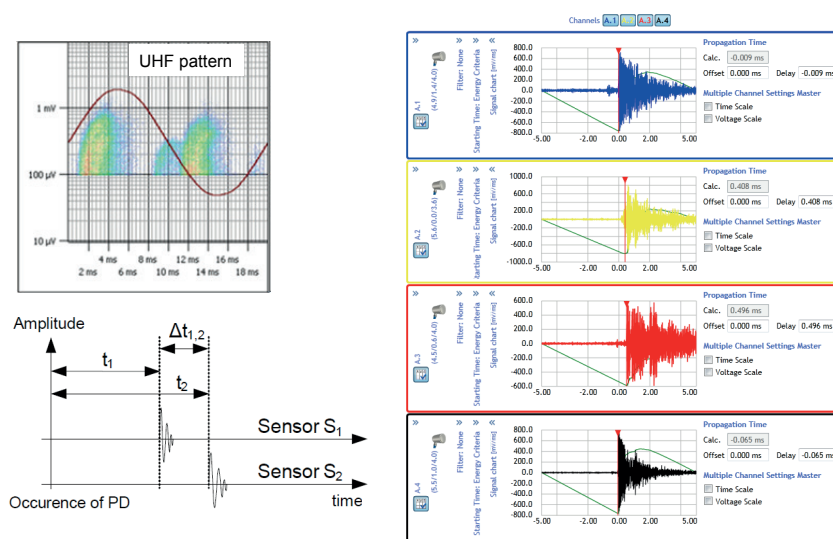 UHF pattern
1 mV
100 µV
10 µV
4 ms 8 ms 12 ms 16 ms
2 ms 6 ms 10 ms 14 ms 18 ms
Amplitude
Δt1,2
t1
t2
Sensor S1
Sensor S2
Occurence of PD
time
Channels A.1 A.2 A.3 A.4
A.1
(4.9/1.4/4.0)
Filter: None
Starting Time: Energy Criteria
Signal chart [mv/ms]
800.0
600.0
400.0
200.0
0.0
-200.0
-400.0
-600.0
-800.0
-5.00 -2.00 0.00 2.00 5.00
Propagation Time
Calc. -0.009 ms
Offset 0.000 ms Delay -0.009 ms
Multiple Channel Settings Master
Time Scale
Voltage Scale
A.2
(5.6/0.0/3.6)
Filter: None
Starting Time: Energy Criteria
Signal chart [mv/ms]
1000.0
600.0
200.0
-200.0
-600.0
-1000.0
-5.00 -2.00 0.00 2.00 5.00
Propagation Time
Calc. 0.408 ms
Offset 0.000 ms Delay 0.408 ms
Multiple Channel Settings Master
Time Scale
Voltage Scale
A.3
(4.5/0.6/4.0)
Filter: None
Starting Time: Energy Criteria
Signal chart [mv/ms]
600.0
400.0
200.0
0.0
-200.0
-400.0
-600.0
-5.00 -2.00 0.00 2.00 5.00
Propagation Time
Calc. 0.496 ms
Offset 0.000 ms Delay 0.496 ms
Multiple Channel Settings Master
Time Scale
Voltage Scale
A.4
(5.5/1.0/4.0)
Filter: None
Starting Time: Energy Criteria
Signal chart [mv/ms]
800.0
600.0
400.0
200.0
0.0
-200.0
-400.0
-600.0
-800.0
-5.00 -2.00 0.00 2.00 5.00
Propagation Time
Calc. -0.065 ms
Offset 0.000 ms Delay -0.065 ms
Multiple Channel Settings Master
Time Scale
Voltage Scale